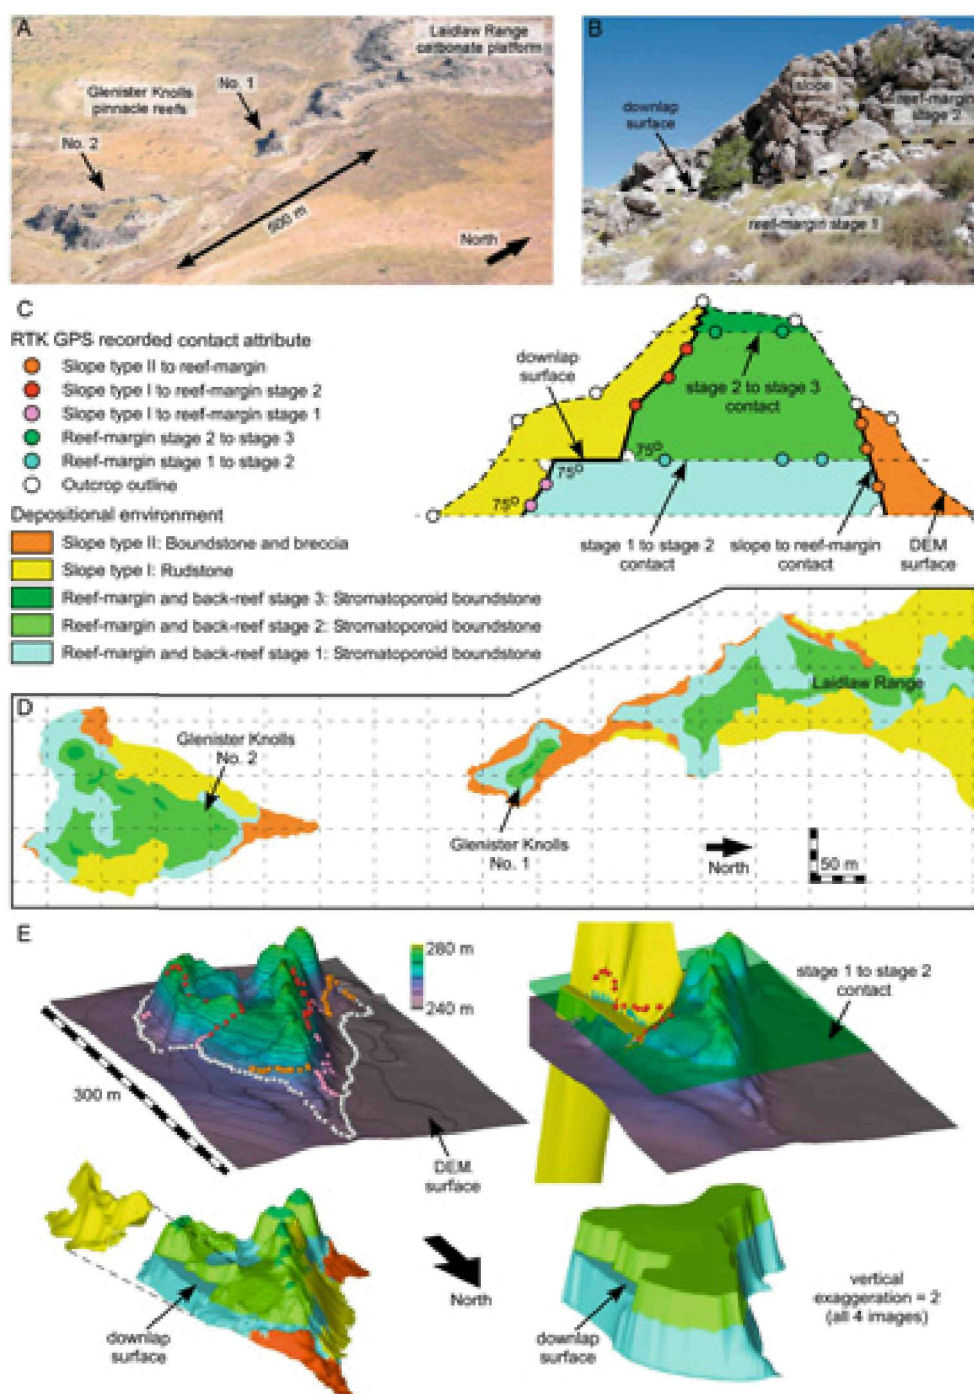 A
Laidlaw Range
carbonate platform
Glenister Knolls
pinnacle reefs
No. 1
No. 2
500 m
North
B
slope
reef-margin
stage 2
downlap
surface
reef-margin stage 1
C
RTK GPS recorded contact attribute
Slope type II to reef-margin
Slope type I to reef-margin stage 2
Slope type I to reef-margin stage 1
Reef-margin stage 2 to stage 3
Reef-margin stage 1 to stage 2
Outcrop outline
Depositional environment
Slope type II: Boundstone and breccia
Slope type I: Rudstone
Reef-margin and back-reef stage 3: Stromatoporoid boundstone
Reef-margin and back-reef stage 2: Stromatoporoid boundstone
Reef-margin and back-reef stage 1: Stromatoporoid boundstone
downlap
surface
stage 2 to stage 3
contact
75°
75°
75°
stage 1 to stage 2
contact
slope to reef-margin
contact
DEM
surface
D
Glenister Knolls
No. 2
Laidlaw Range
Glenister Knolls
No. 1
North
50 m
E
280 m
240 m
300 m
DEM
surface
stage 1 to stage 2
contact
downlap
surface
North
downlap
surface
vertical
exaggeration = 2
(all 4 images)